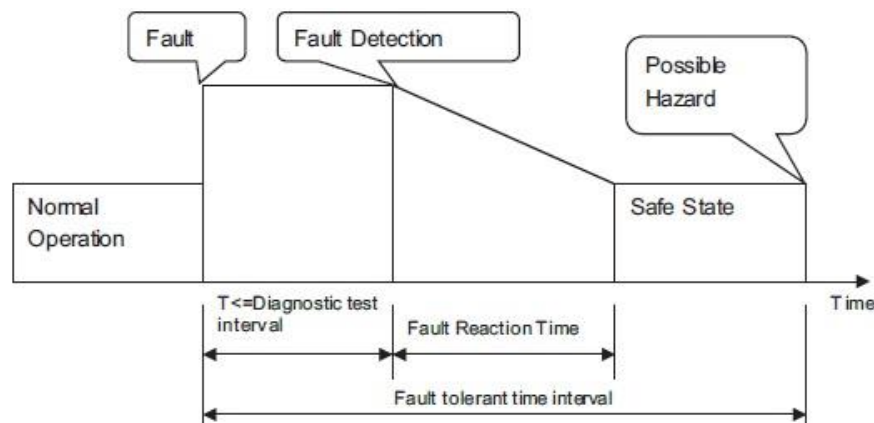 Fault
Fault Detection
Possible
Hazard
Normal
Operation
Safe State
T<=Diagnostic test
interval
Time
Fault Reaction Time
Fault tolerant time interval